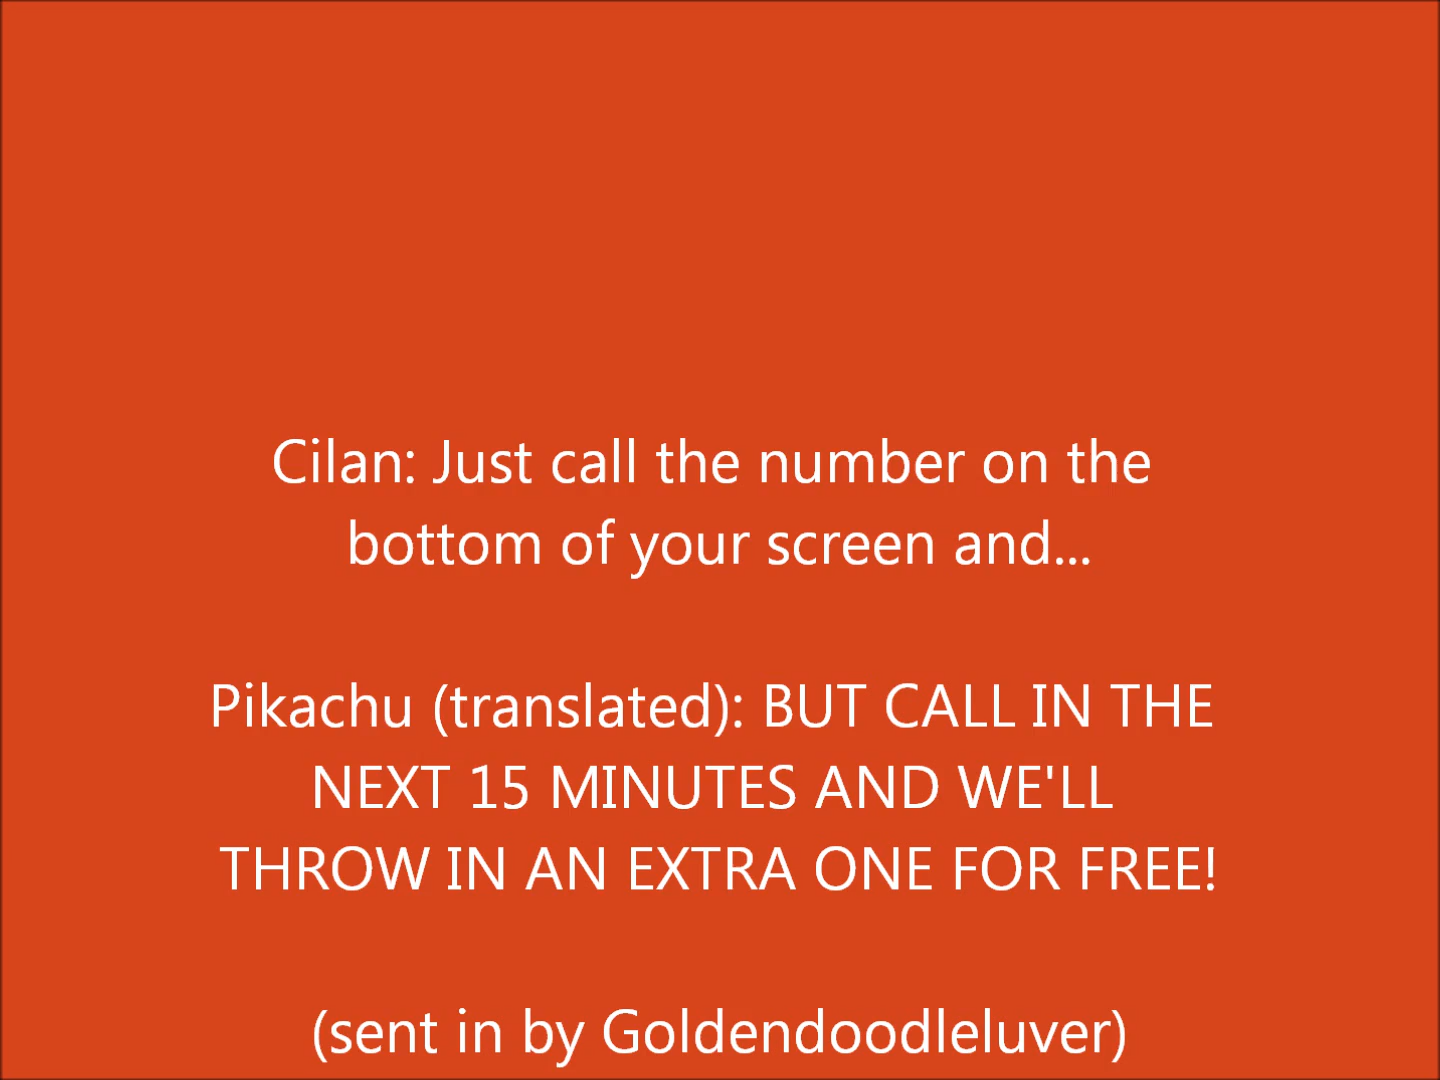 Cilan: Just call the number on the
bottom of your screen and...
Pikachu (translated): BUT CALL IN THE
NEXT 15 MINUTES AND WE'LL
THROW IN AN EXTRA ONE FOR FREE!
(sent in by Goldendoodleluver)